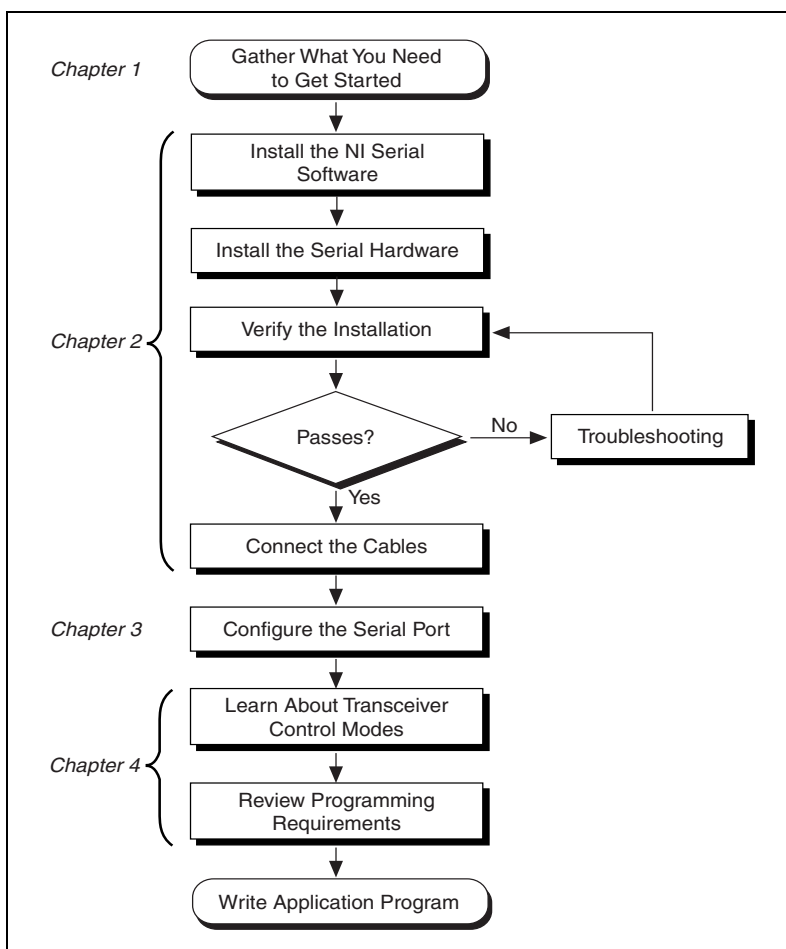 Chapter 1
Gather What You Need
to Get Started
Install the NI Serial
Software
Install the Serial Hardware
Verify the Installation
Chapter 2
Passes?
No
Troubleshooting
Yes
Connect the Cables
Chapter 3
Configure the Serial Port
Learn About Transceiver
Control Modes
Chapter 4
Review Programming
Requirements
Write Application Program